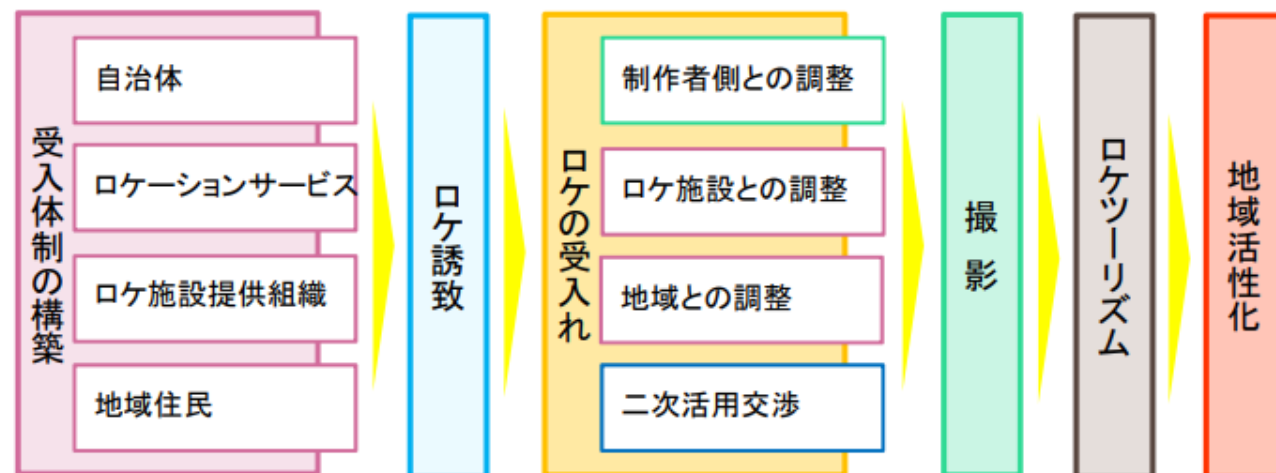 受入体制の構築
自治体
ロケーションサービス
ロケ施設提供組織
地域住民
ロケ誘致
ロケの受入れ
制作者側との調整
ロケ施設との調整
地域との調整
二次活用交渉
撮影
ロケツーリズム
地域活性化